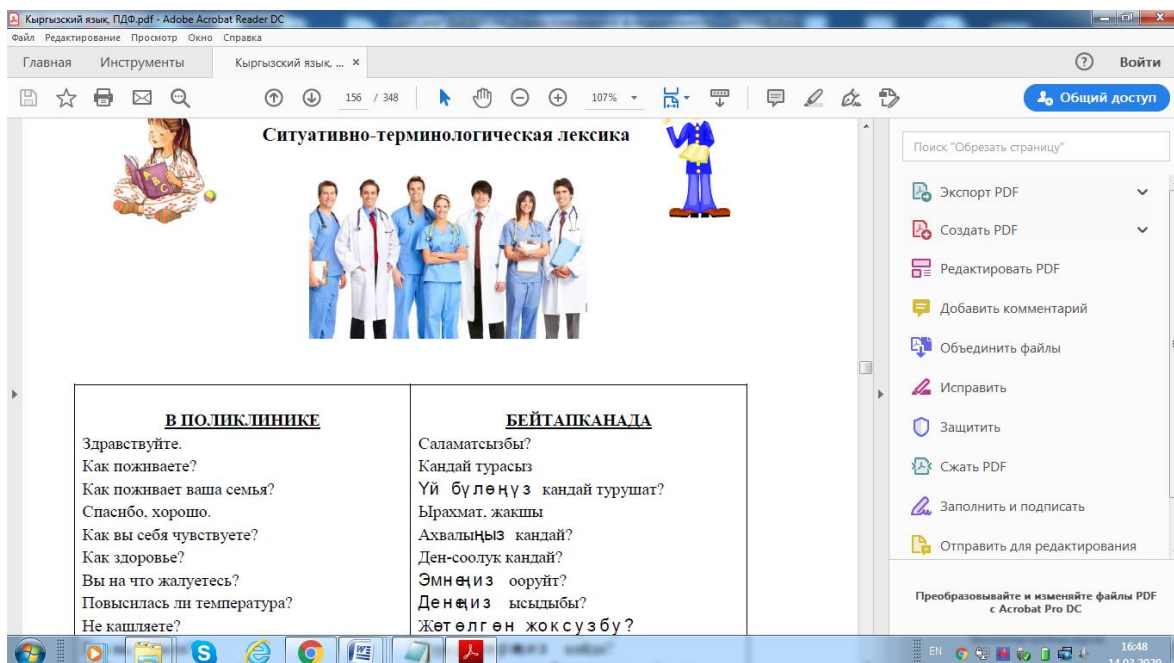 Кыргызский язык, ПДФ.pdf - Adobe Acrobat Reader DC
Файл Редактирование Просмотр Окно Справка
Главная Инструменты Кыргызский язык, ... × Войти
156 / 348 107% Общий доступ
Ситуативно-терминологическая лексика
ABC
В ПОЛИКЛИНИКЕ
Здравствуйте.
Как поживаете?
Как поживает ваша семья?
Спасибо, хорошо.
Как вы себя чувствуете?
Как здоровье?
Вы на что жалуетесь?
Повысилась ли температура?
Не кашляете?
БЕЙТАПКАНАДА
Саламатсызбы?
Кандай турасыз
Үй бүлөңүз кандай турушат?
Ырахмат, жакшы
Ахвалыңыз кандай?
Ден-соолук кандай?
Эмнеңиз ооруйт?
Денеңиз ысыдыбы?
Жөтөлгөн жоксузбу?
Поиск "Обрезать страницу"
Экспорт PDF
Создать PDF
Редактировать PDF
Добавить комментарий
Объединить файлы
Исправить
Защитить
Сжать PDF
Заполнить и подписать
Отправить для редактирования
Преобразовывайте и изменяйте файлы PDF
с Acrobat Pro DC
EN 16:48
14.03.2020